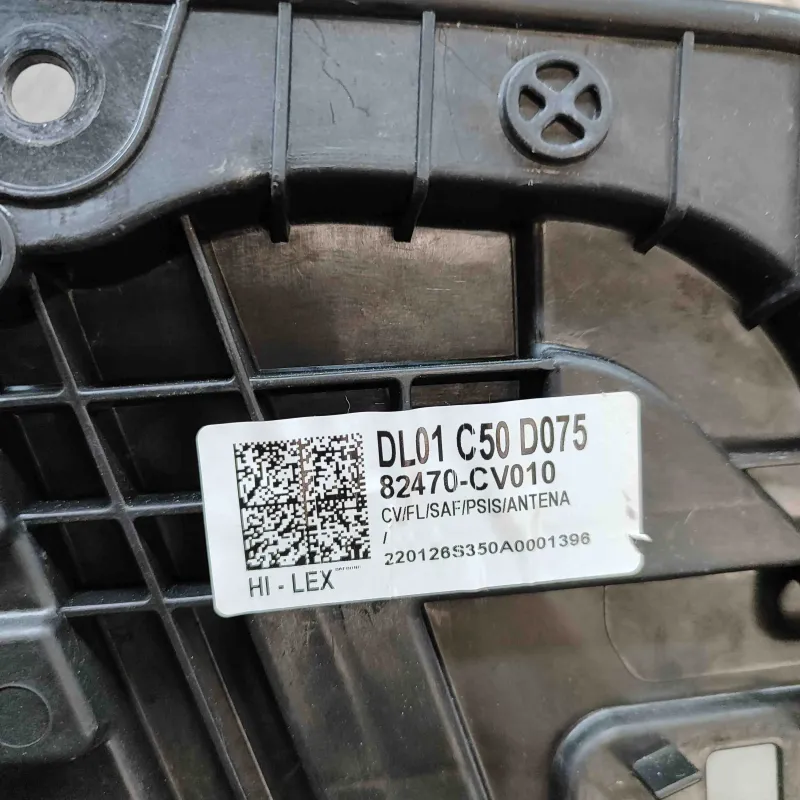 DL01 C50 D075
82470-CV010
CV/FL/SAF/PSIS/ANTENA
/
220126S350A0001396
HI - LEX